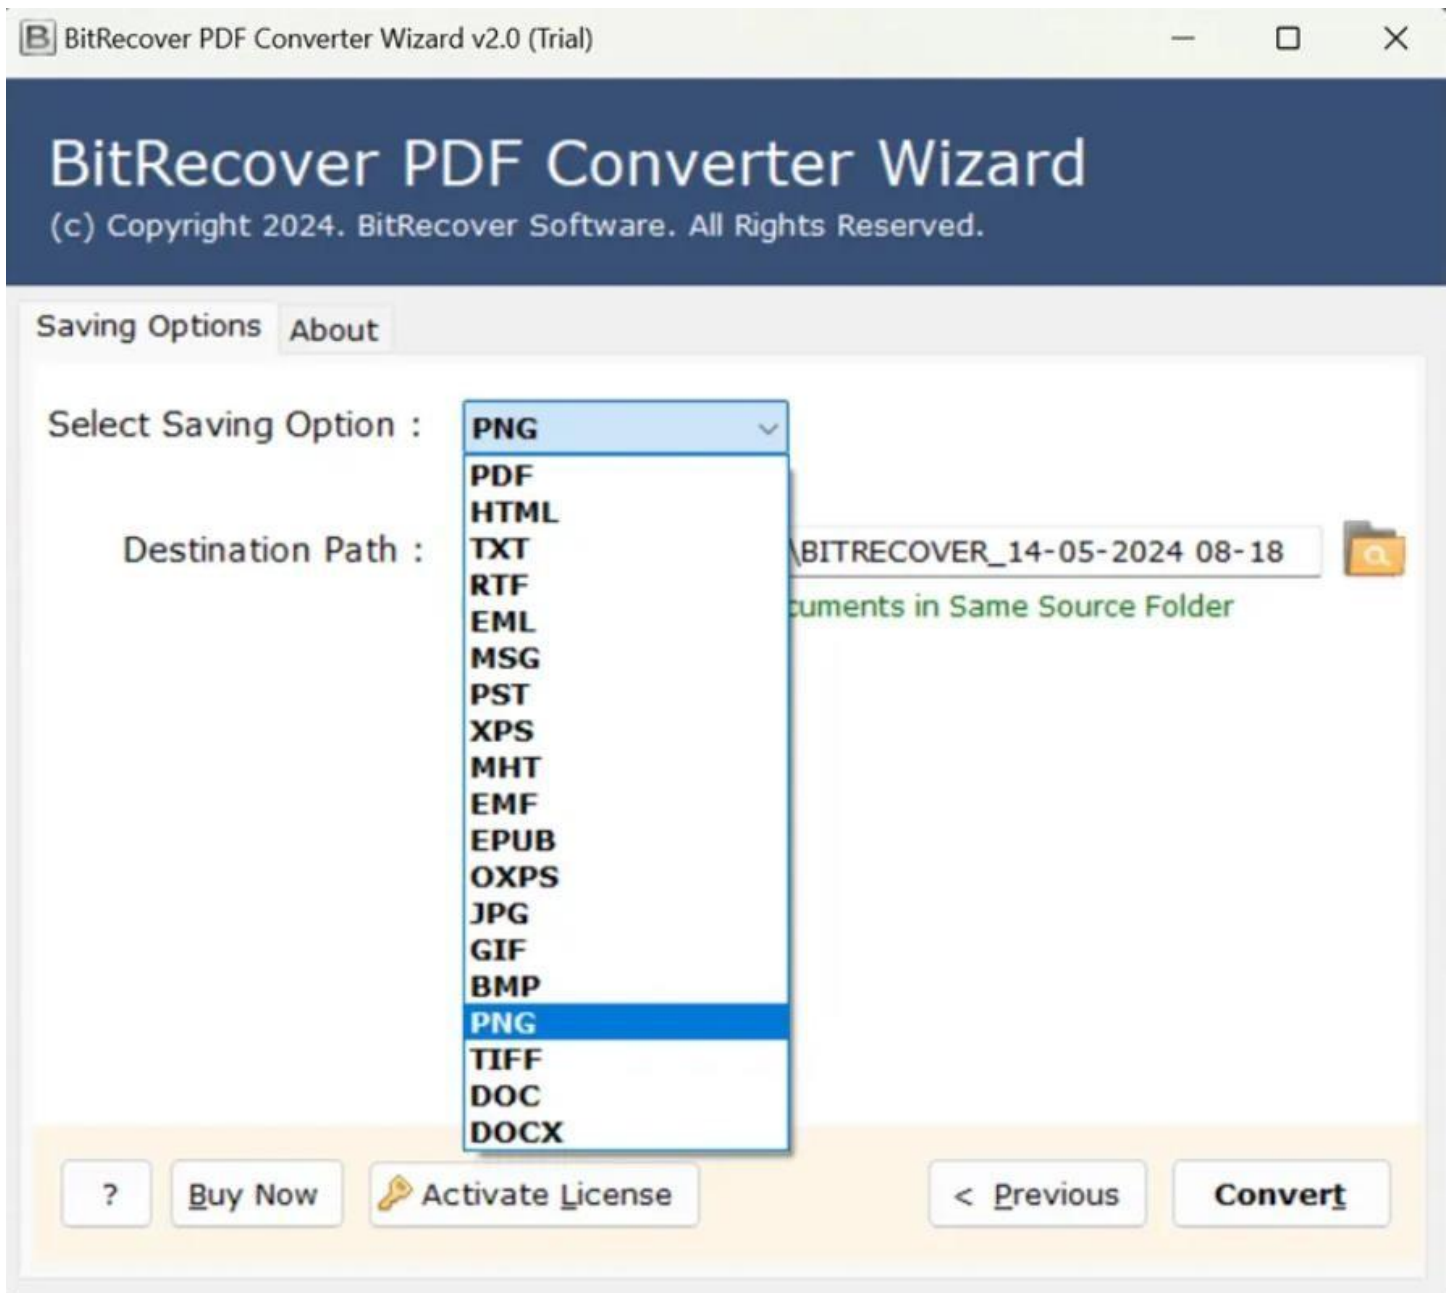 BitRecover PDF Converter Wizard v2.0 (Trial)
BitRecover PDF Converter Wizard
(c) Copyright 2024. BitRecover Software. All Rights Reserved.
Saving Options About
Select Saving Option : PNG
PDF
HTML
Destination Path : \BITRECOVER_14-05-2024 08-18
TXT
RTF
in Same Source Folder
EML
MSG
PST
XPS
MHT
EMF
EPUB
OXPS
JPG
GIF
BMP
PNG
TIFF
DOC
DOCX
? Buy Now Activate License < Previous Convert